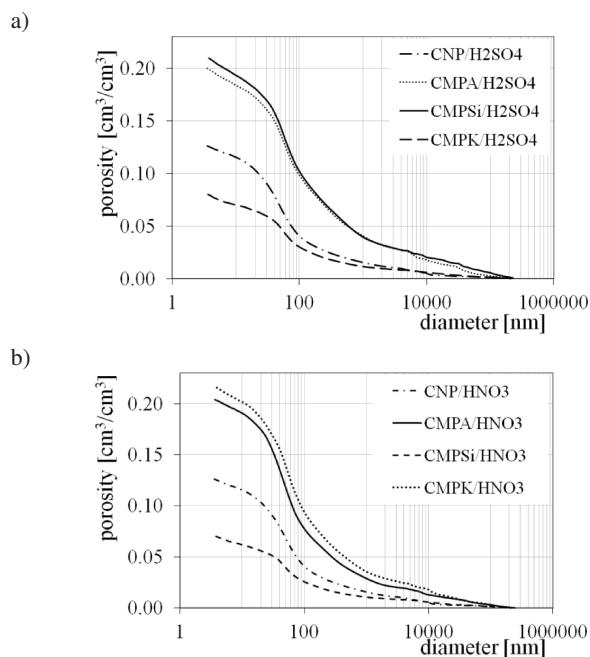 a)
porosity [cm³/cm³]
0.20
0.15
0.10
0.05
0.00
CNP/H2SO4
CMPA/H2SO4
CMPSi/H2SO4
CMPK/H2SO4
1
100
10000
1000000
diameter [nm]
b)
porosity [cm³/cm³]
0.20
0.15
0.10
0.05
0.00
CNP/HNO3
CMPA/HNO3
CMPSi/HNO3
CMPK/HNO3
1
100
10000
1000000
diameter [nm]